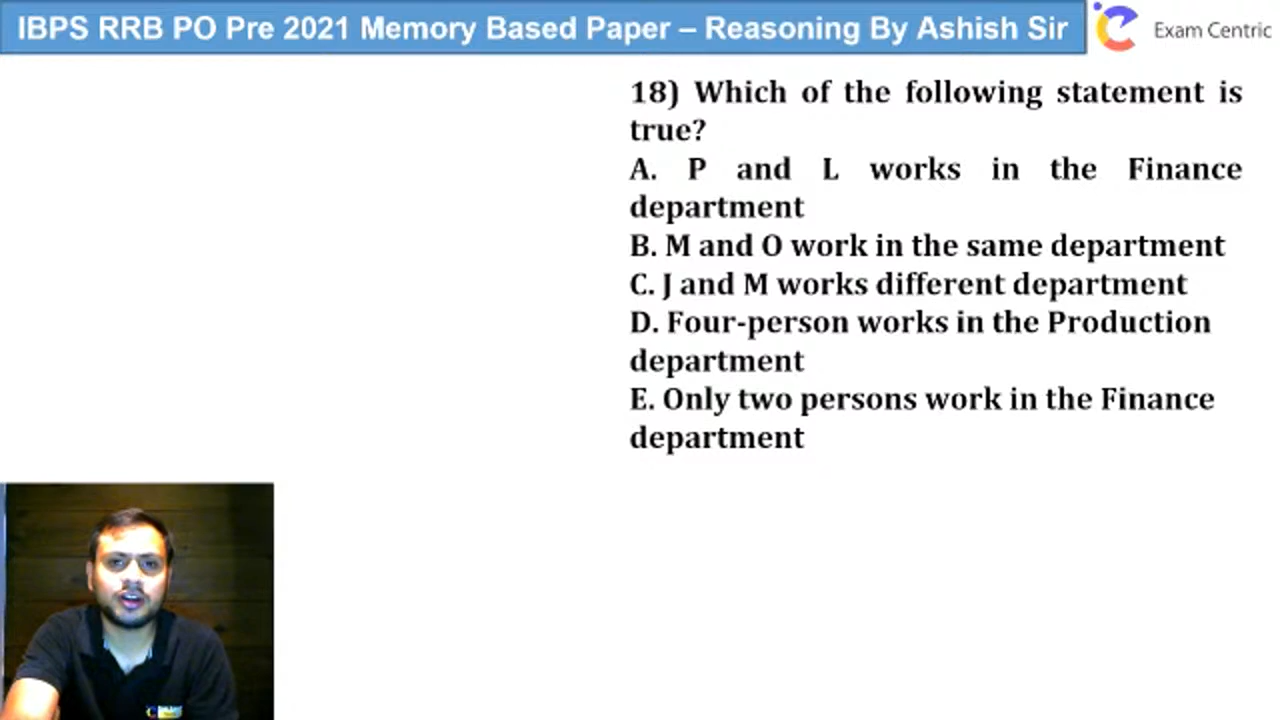 IBPS RRB PO Pre 2021 Memory Based Paper – Reasoning By Ashish Sir
Exam Centric
18) Which of the following statement is
true?
A. P and L works in the Finance
department
B. M and O work in the same department
C. J and M works different department
D. Four-person works in the Production
department
E. Only two persons work in the Finance
department